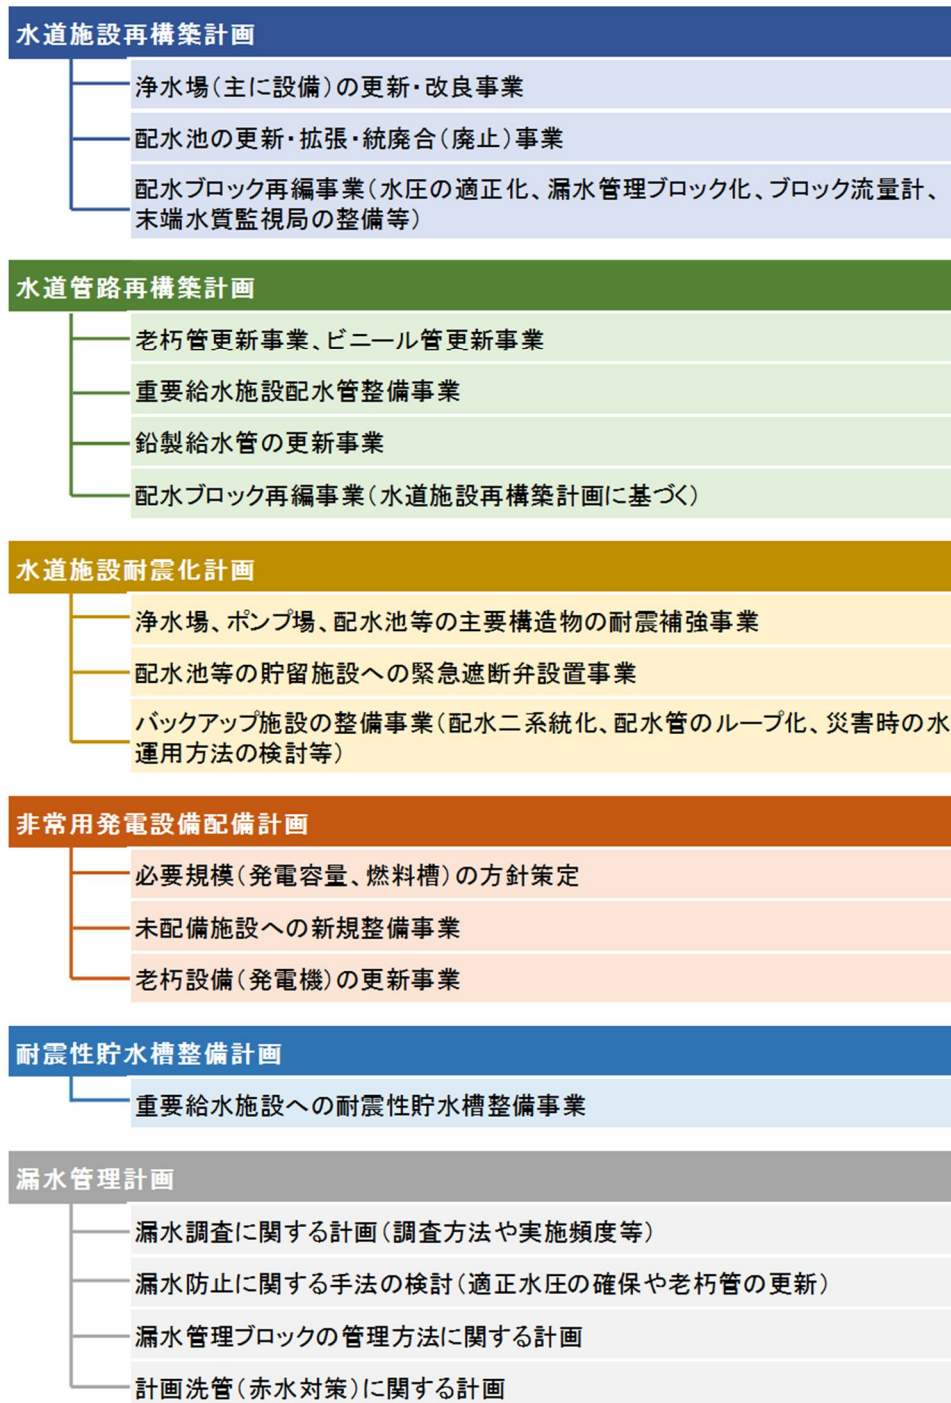 水道施設再構築計画
浄水場（主に設備）の更新・改良事業
配水池の更新・拡張・統廃合（廃止）事業
配水ブロック再編事業（水圧の適正化、漏水管理ブロック化、ブロック流量計、
末端水質監視局の整備等）
水道管路再構築計画
老朽管更新事業、ビニール管更新事業
重要給水施設配水管整備事業
鉛製給水管の更新事業
配水ブロック再編事業（水道施設再構築計画に基づく）
水道施設耐震化計画
浄水場、ポンプ場、配水池等の主要構造物の耐震補強事業
配水池等の貯留施設への緊急遮断弁設置事業
バックアップ施設の整備事業（配水二系統化、配水管のループ化、災害時の水
運用方法の検討等）
非常用発電設備配備計画
必要規模（発電容量、燃料槽）の方針策定
未配備施設への新規整備事業
老朽設備（発電機）の更新事業
耐震性貯水槽整備計画
重要給水施設への耐震性貯水槽整備事業
漏水管理計画
漏水調査に関する計画（調査方法や実施頻度等）
漏水防止に関する手法の検討（適正水圧の確保や老朽管の更新）
漏水管理ブロックの管理方法に関する計画
計画洗管（赤水対策）に関する計画